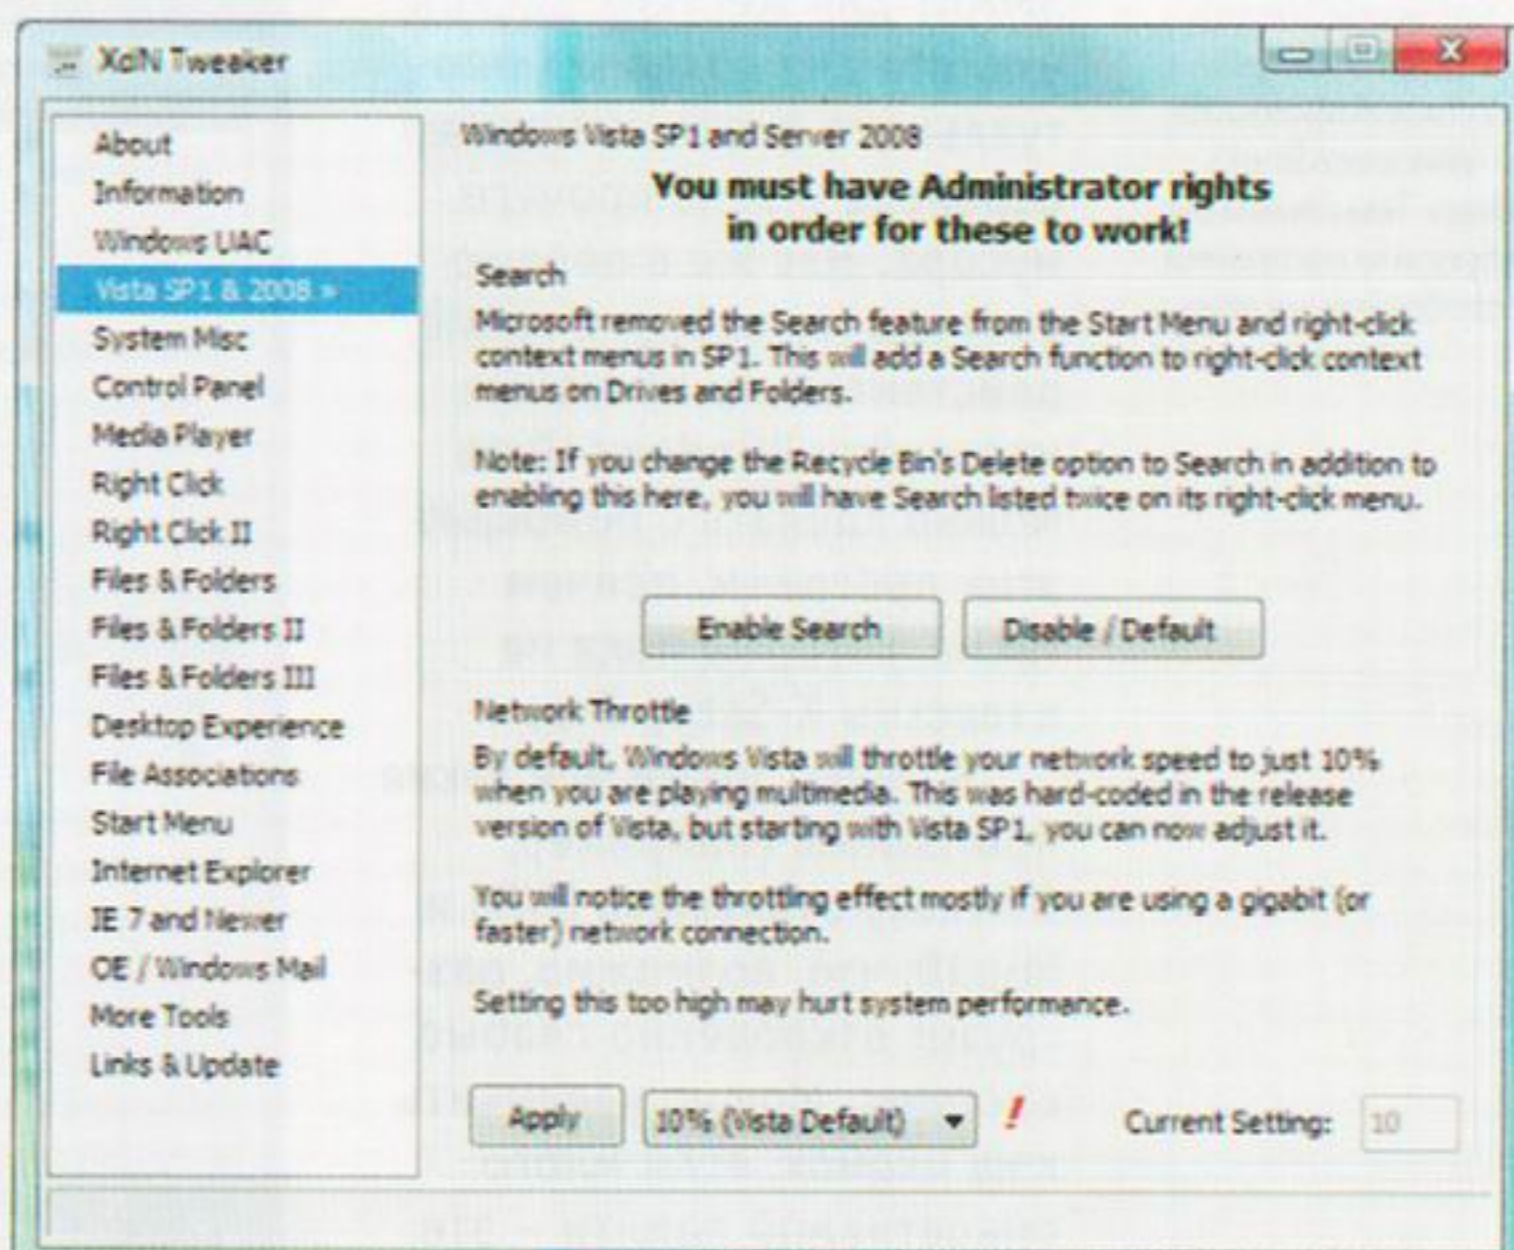 XdN Tweaker
About
Information
Windows UAC
Vista SP1 & 2008 »
System Misc
Control Panel
Media Player
Right Click
Right Click II
Files & Folders
Files & Folders II
Files & Folders III
Desktop Experience
File Associations
Start Menu
Internet Explorer
IE 7 and Newer
OE / Windows Mail
More Tools
Links & Update
Windows Vista SP1 and Server 2008
You must have Administrator rights
in order for these to work!
Search
Microsoft removed the Search feature from the Start Menu and right-click
context menus in SP1. This will add a Search function to right-click context
menus on Drives and Folders.
Note: If you change the Recycle Bin's Delete option to Search in addition to
enabling this here, you will have Search listed twice on its right-click menu.
Enable Search
Disable / Default
Network Throttle
By default, Windows Vista will throttle your network speed to just 10%
when you are playing multimedia. This was hard-coded in the release
version of Vista, but starting with Vista SP1, you can now adjust it.
You will notice the throttling effect mostly if you are using a gigabit (or
faster) network connection.
Setting this too high may hurt system performance.
Apply
10% (Vista Default)
!
Current Setting:
10